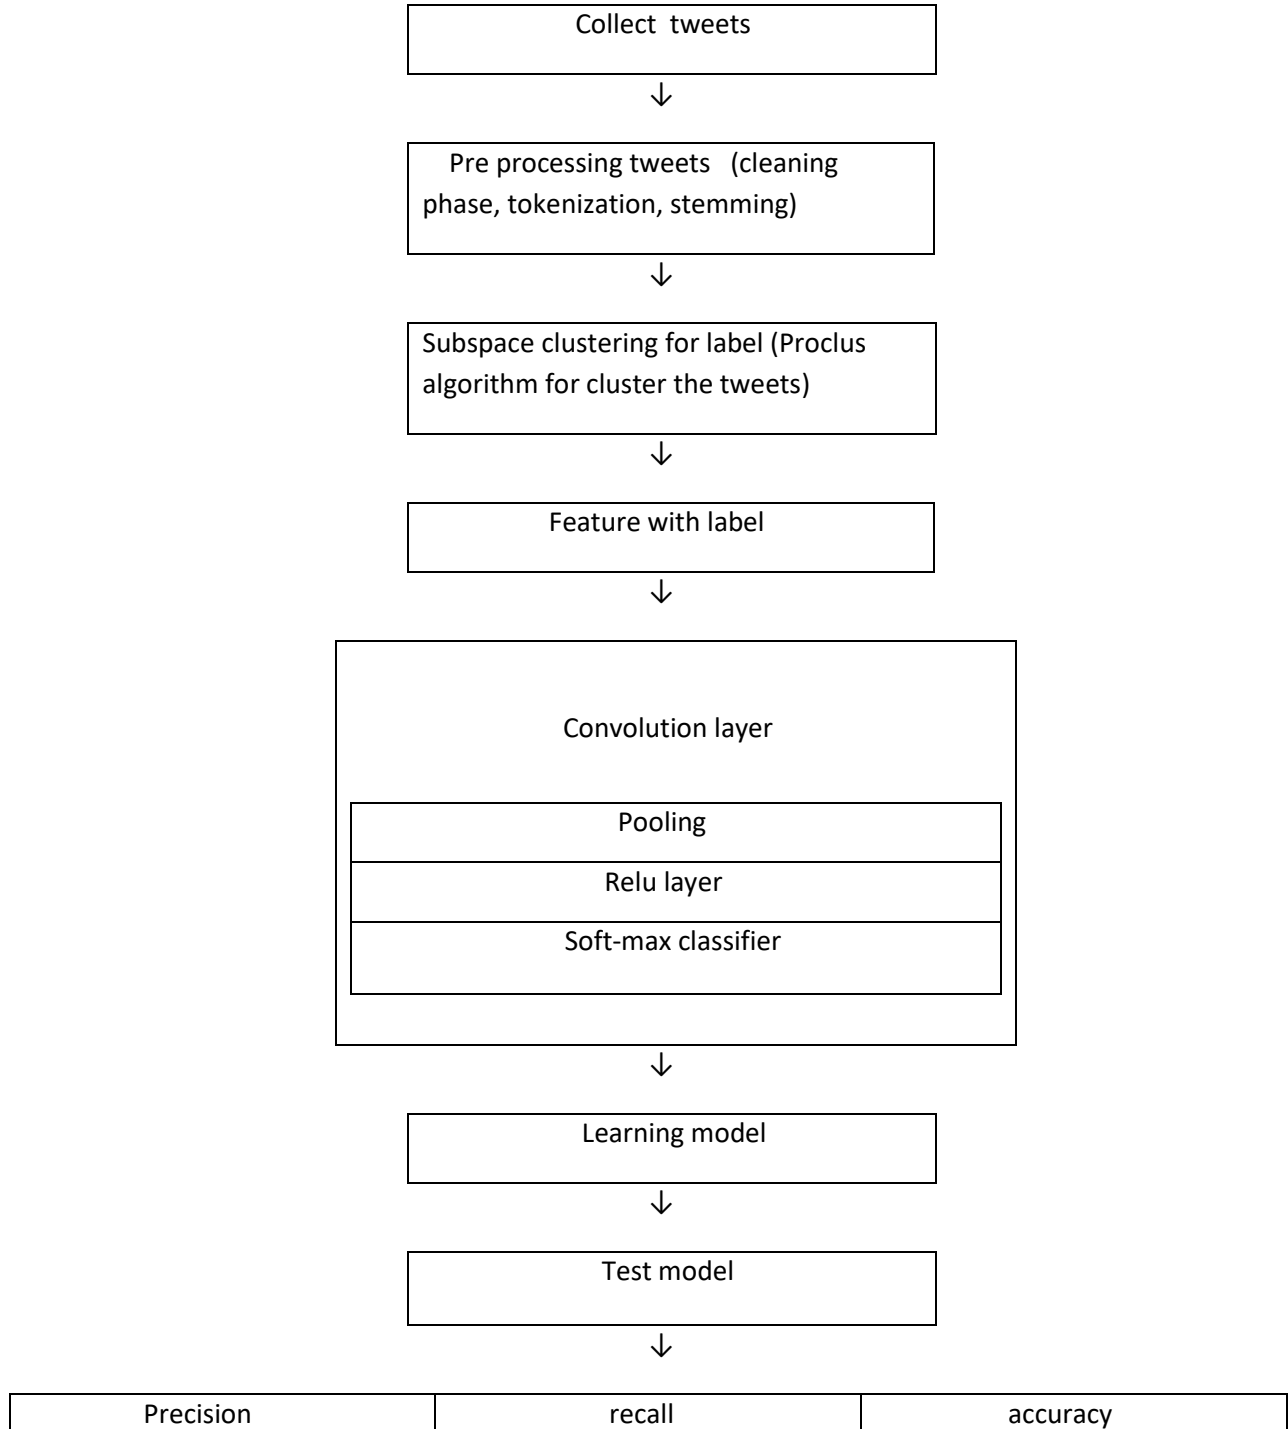 Collect tweets
Pre processing tweets (cleaning
phase, tokenization, stemming)
Subspace clustering for label (Proclus
algorithm for cluster the tweets)
Feature with label
Convolution layer
Pooling
Relu layer
Soft-max classifier
Learning model
Test model
Precision recall accuracy